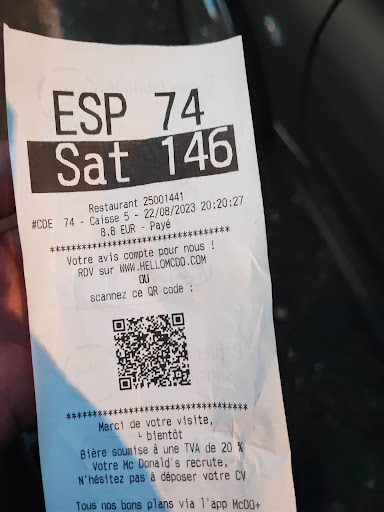 ESP 74
Sat 146
Restaurant 25001441
#CDE 74 - Caisse 5 - 22/08/2023 20:20:27
8.8 EUR - Payé
************************************
Votre avis compte pour nous !
RDV sur WWW.HELLOMCDO.COM
OU
scannez ce QR code :
************************************
Merci de votre visite,
└ bientôt
Bière soumise à une TVA de 20 %
Votre Mc Donald's recrute,
N'hésitez pas à déposer votre CV
Tous nos bons plans via l'app McDO+